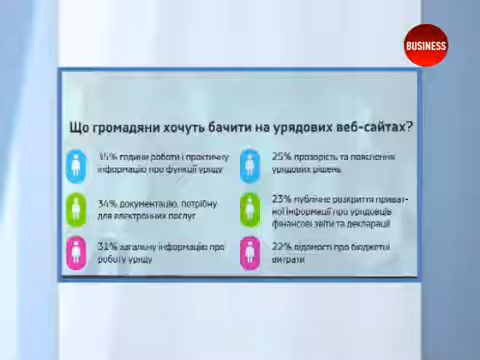 BUSINESS
Що громадяни хочуть бачити на урядових веб-сайтах?
35% години роботи і практичну
інформацію про функції уряду
34% документацію, потрібну
для електронних послуг
31% загальну інформацію про
роботу уряду
25% прозорість та пояснення
урядових рішень
23% публічне розкриття приват-
ної інформації про урядовців
фінансові звіти та декларації
22% відомості про бюджетні
витрати